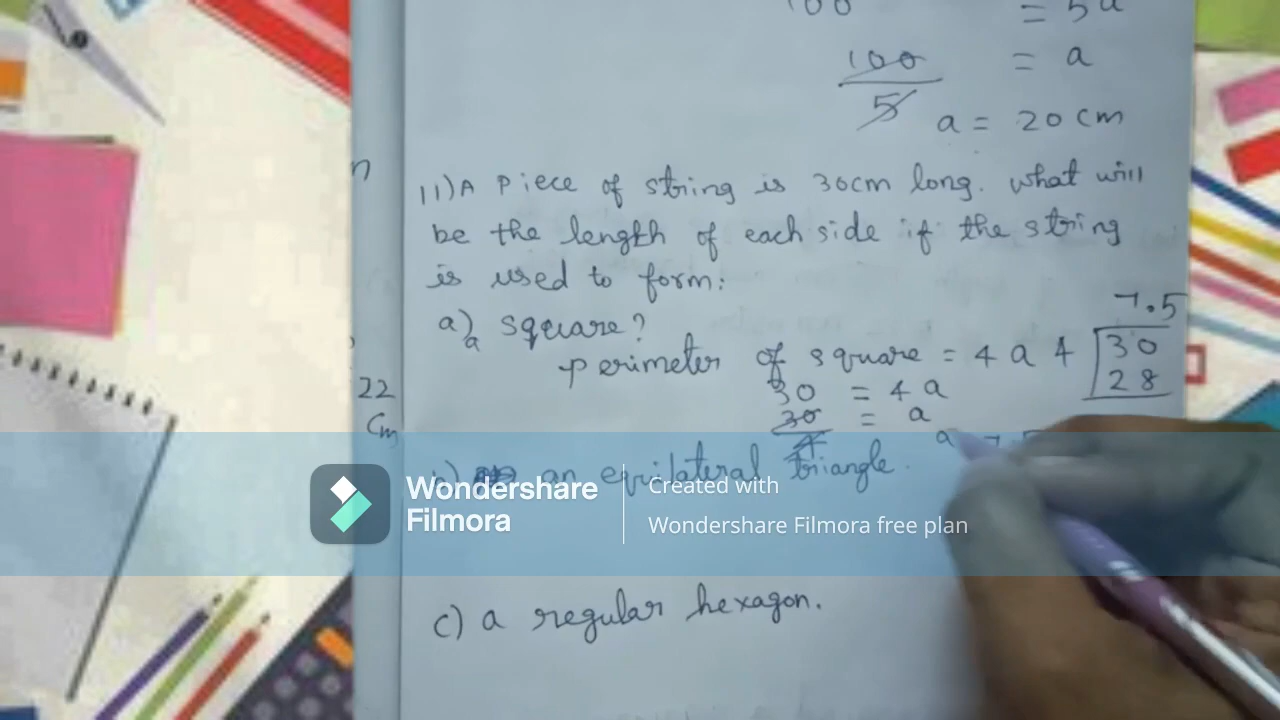 100 = 5a
100/5 = a
a = 20 cm
n
11) A piece of string is 30cm long. what will
be the length of each side if the string
is used to form:
a) a square?
perimeter of square = 4a
30 = 4a
30/4 = a
a 7.5
7.5
4 30
28
22
Cm
b) an equilateral triangle.
Wondershare
Filmora
Created with
Wondershare Filmora free plan
c) a regular hexagon.